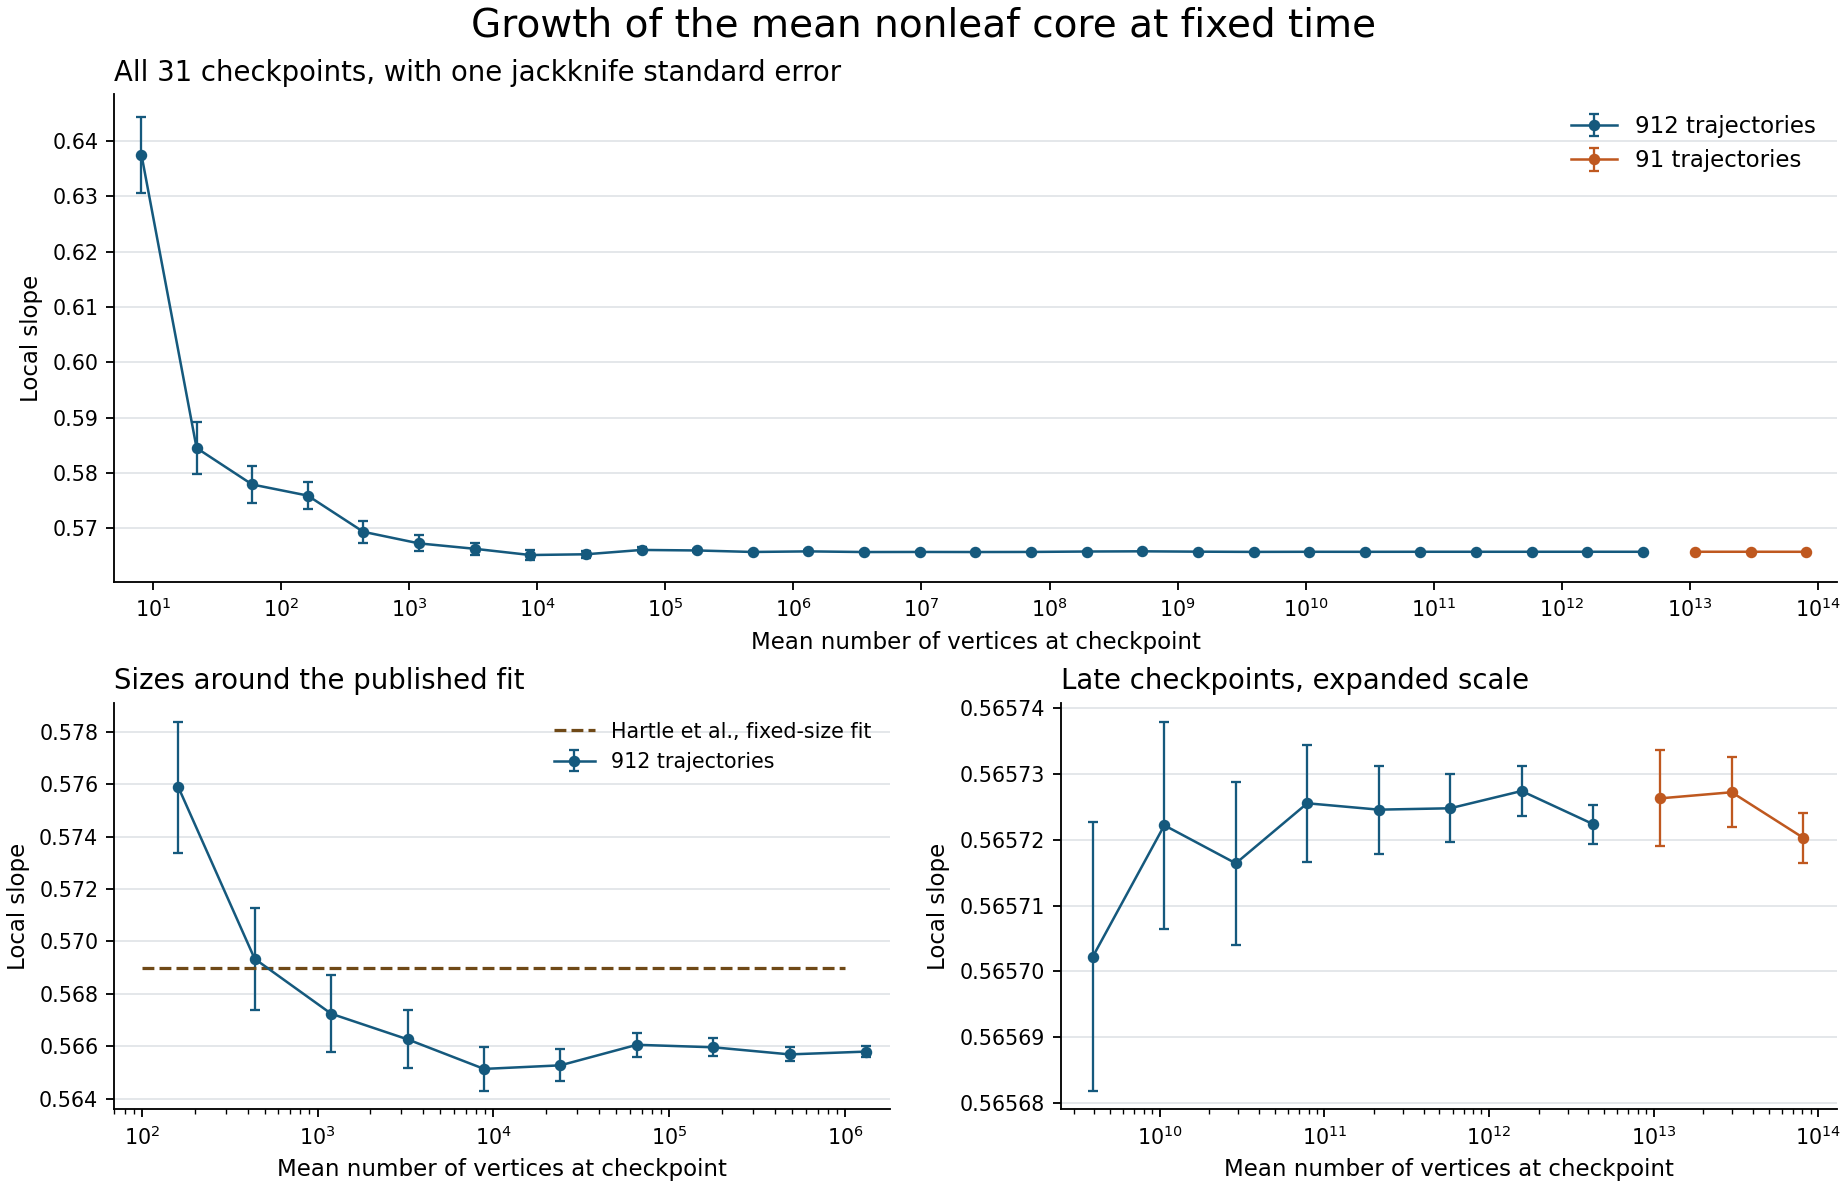 Growth of the mean nonleaf core at fixed time
All 31 checkpoints, with one jackknife standard error
912 trajectories
91 trajectories
0.64
0.63
0.62
0.61
0.60
0.59
0.58
0.57
Local slope
10¹ 10² 10³ 10⁴ 10⁵ 10⁶ 10⁷ 10⁸ 10⁹ 10¹⁰ 10¹¹ 10¹² 10¹³ 10¹⁴
Mean number of vertices at checkpoint
Sizes around the published fit
Hartle et al., fixed-size fit
912 trajectories
0.578
0.576
0.574
0.572
0.570
0.568
0.566
0.564
Local slope
10² 10³ 10⁴ 10⁵ 10⁶
Mean number of vertices at checkpoint
Late checkpoints, expanded scale
0.56574
0.56573
0.56572
0.56571
0.56570
0.56569
0.56568
Local slope
10¹⁰ 10¹¹ 10¹² 10¹³ 10¹⁴
Mean number of vertices at checkpoint